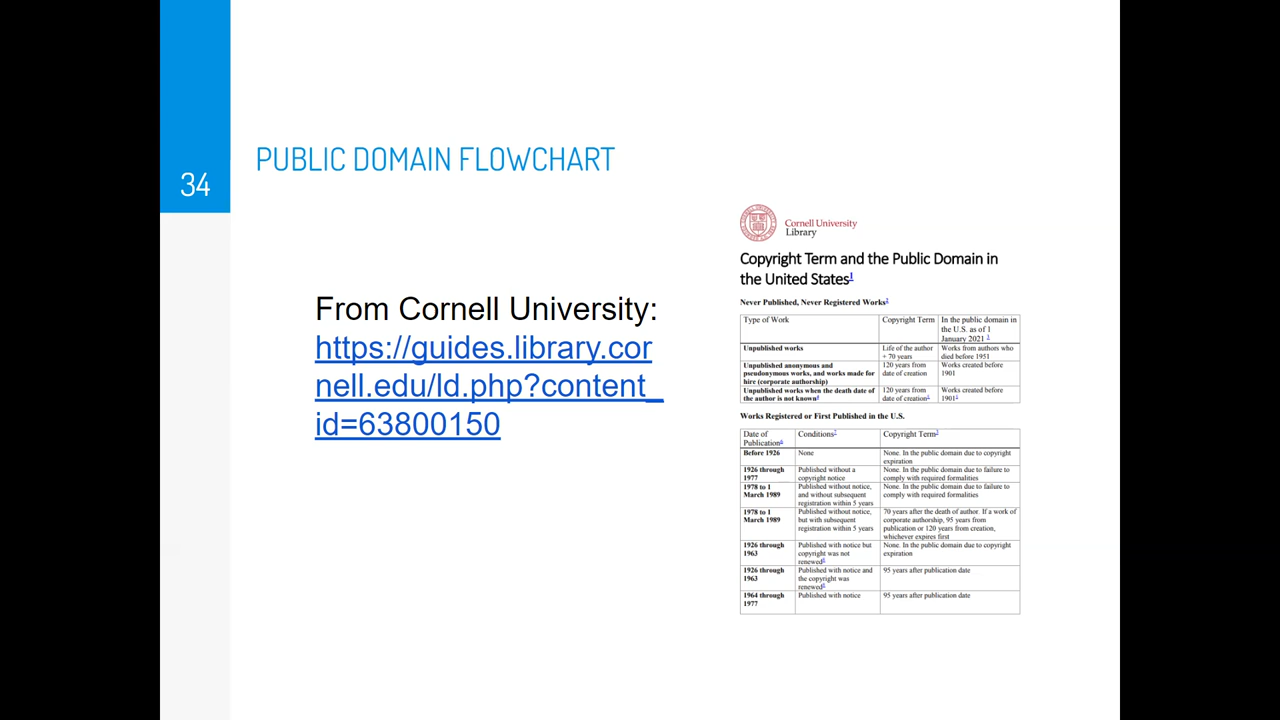 34
PUBLIC DOMAIN FLOWCHART
From Cornell University:
https://guides.library.cor
nell.edu/ld.php?content_
id=63800150
Cornell University
Library
Copyright Term and the Public Domain in
the United States1
Never Published, Never Registered Works2
Type of Work
Copyright Term
In the public domain in
the U.S. as of 1
January 2021 3
Unpublished works
Life of the author
+ 70 years
Works from authors who
died before 1951
Unpublished anonymous and
pseudonymous works, and works made for
hire (corporate authorship)
120 years from
date of creation
Works created before
1901
Unpublished works when the death date of
the author is not known4
120 years from
date of creation5
Works created before
19015
Works Registered or First Published in the U.S.
Date of
Publication6
Conditions7
Copyright Term3
Before 1926
None
None. In the public domain due to copyright
expiration
1926 through
1977
Published without a
copyright notice
None. In the public domain due to failure to
comply with required formalities
1978 to 1
March 1989
Published without notice,
and without subsequent
registration within 5 years
None. In the public domain due to failure to
comply with required formalities
1978 to 1
March 1989
Published without notice,
but with subsequent
registration within 5 years
70 years after the death of author. If a work of
corporate authorship, 95 years from
publication or 120 years from creation,
whichever expires first
1926 through
1963
Published with notice but
copyright was not
renewed8
None. In the public domain due to copyright
expiration
1926 through
1963
Published with notice and
the copyright was
renewed8
95 years after publication date
1964 through
1977
Published with notice
95 years after publication date